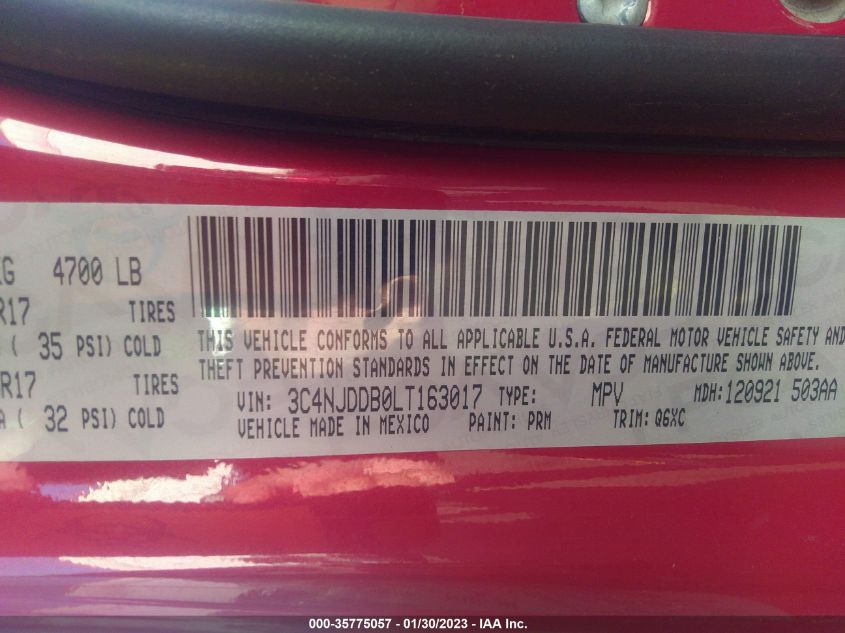 KG 4700 LB
R17 TIRES
( 35 PSI) COLD
R17 TIRES
( 32 PSI) COLD
THIS VEHICLE CONFORMS TO ALL APPLICABLE U.S.A. FEDERAL MOTOR VEHICLE SAFETY AND
THEFT PREVENTION STANDARDS IN EFFECT ON THE DATE OF MANUFACTURE SHOWN ABOVE.
VIN: 3C4NJDDB0LT163017 TYPE: MPV MDH: 120921 503AA
VEHICLE MADE IN MEXICO PAINT: PRM TRIM: Q6XC
000-35775057 - 01/30/2023 - IAA Inc.